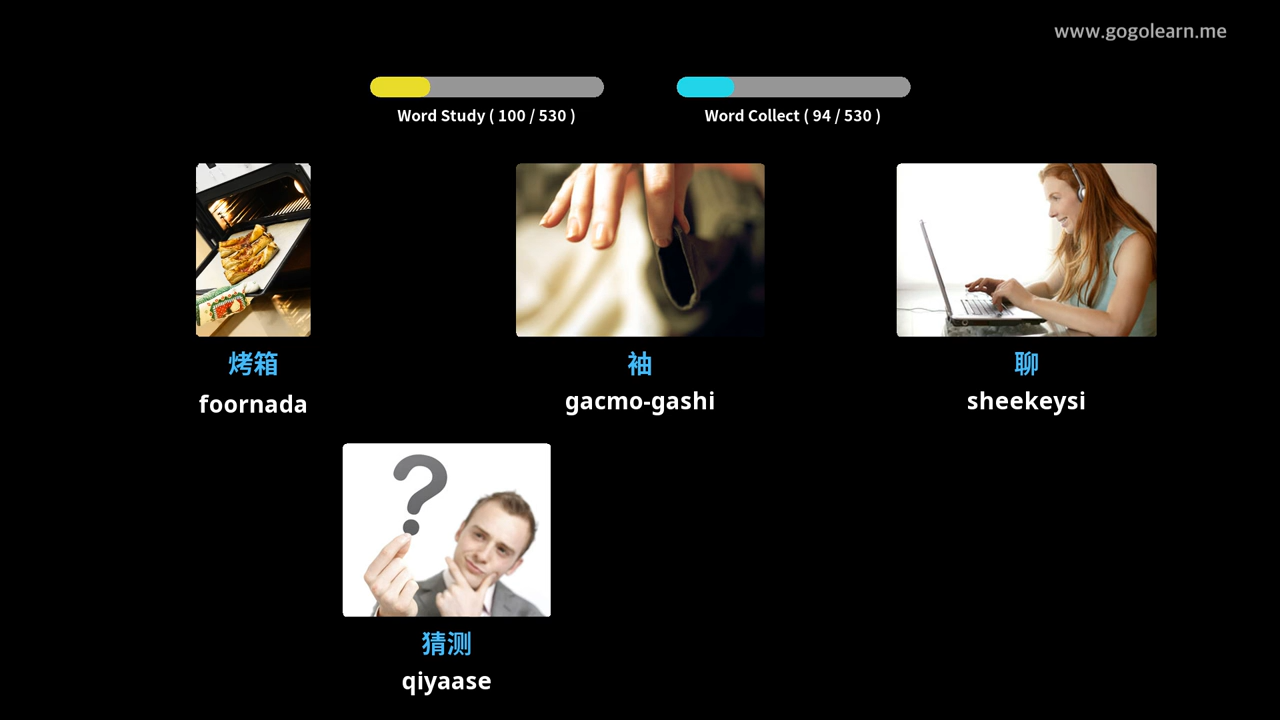 www.gogolearn.me
Word Study ( 100 / 530 )
Word Collect ( 94 / 530 )
烤箱
foornada
袖
gacmo-gashi
聊
sheekeysi
猜测
qiyaase